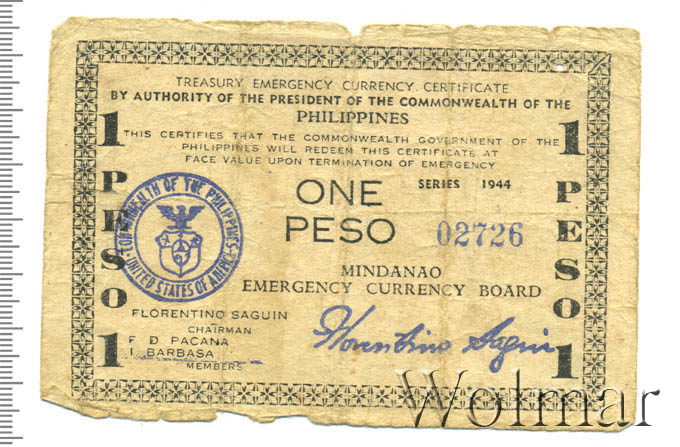 TREASURY EMERGENCY CURRENCY CERTIFICATE
BY AUTHORITY OF THE PRESIDENT OF THE COMMONWEALTH OF THE
PHILIPPINES
THIS CERTIFIES THAT THE COMMONWEALTH GOVERNMENT OF THE
PHILIPPINES WILL REDEEM THIS CERTIFICATE AT
FACE VALUE UPON TERMINATION OF EMERGENCY
1 PESO 1
SERIES 1944
ONE
PESO
02726
COMMONWEALTH OF THE PHILIPPINES
UNITED STATES OF AMERICA
MINDANAO
EMERGENCY CURRENCY BOARD
FLORENTINO SAGUIN
CHAIRMAN
F D PACANA
I BARBASA
MEMBERS
Florentino Saguin
1 PESO 1
Wolmar